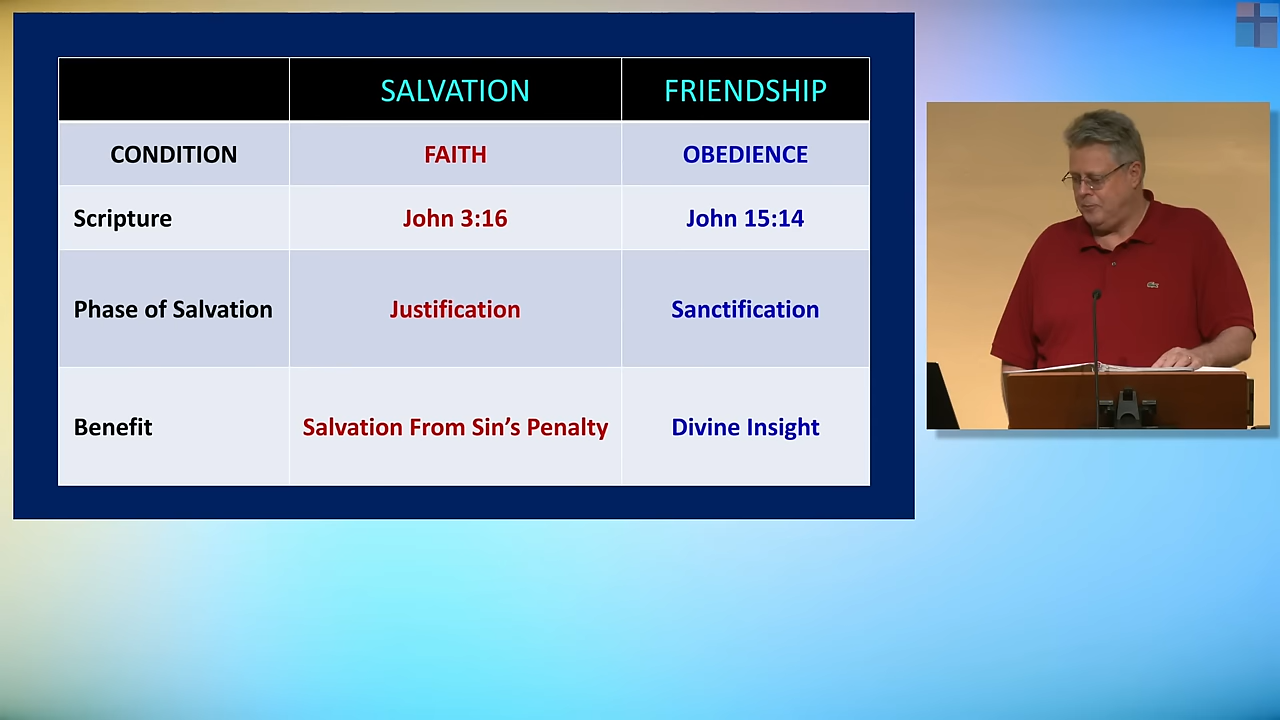 SALVATION FRIENDSHIP
CONDITION FAITH OBEDIENCE
Scripture John 3:16 John 15:14
Phase of Salvation Justification Sanctification
Benefit Salvation From Sin’s Penalty Divine Insight